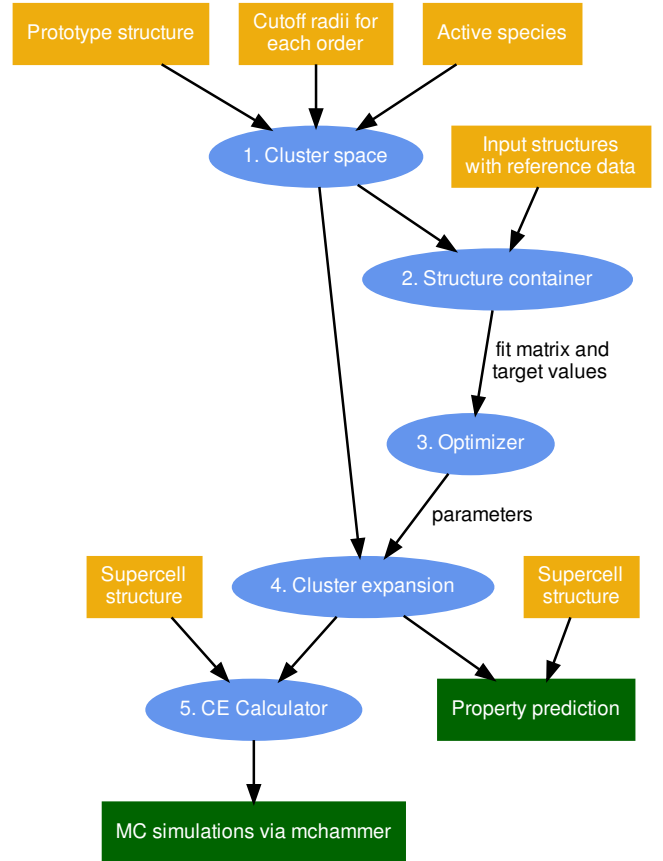 Prototype structure
Cutoff radii for
each order
Active species
1. Cluster space
Input structures
with reference data
2. Structure container
fit matrix and
target values
3. Optimizer
parameters
Supercell
structure
4. Cluster expansion
Supercell
structure
5. CE Calculator
Property prediction
MC simulations via mchammer